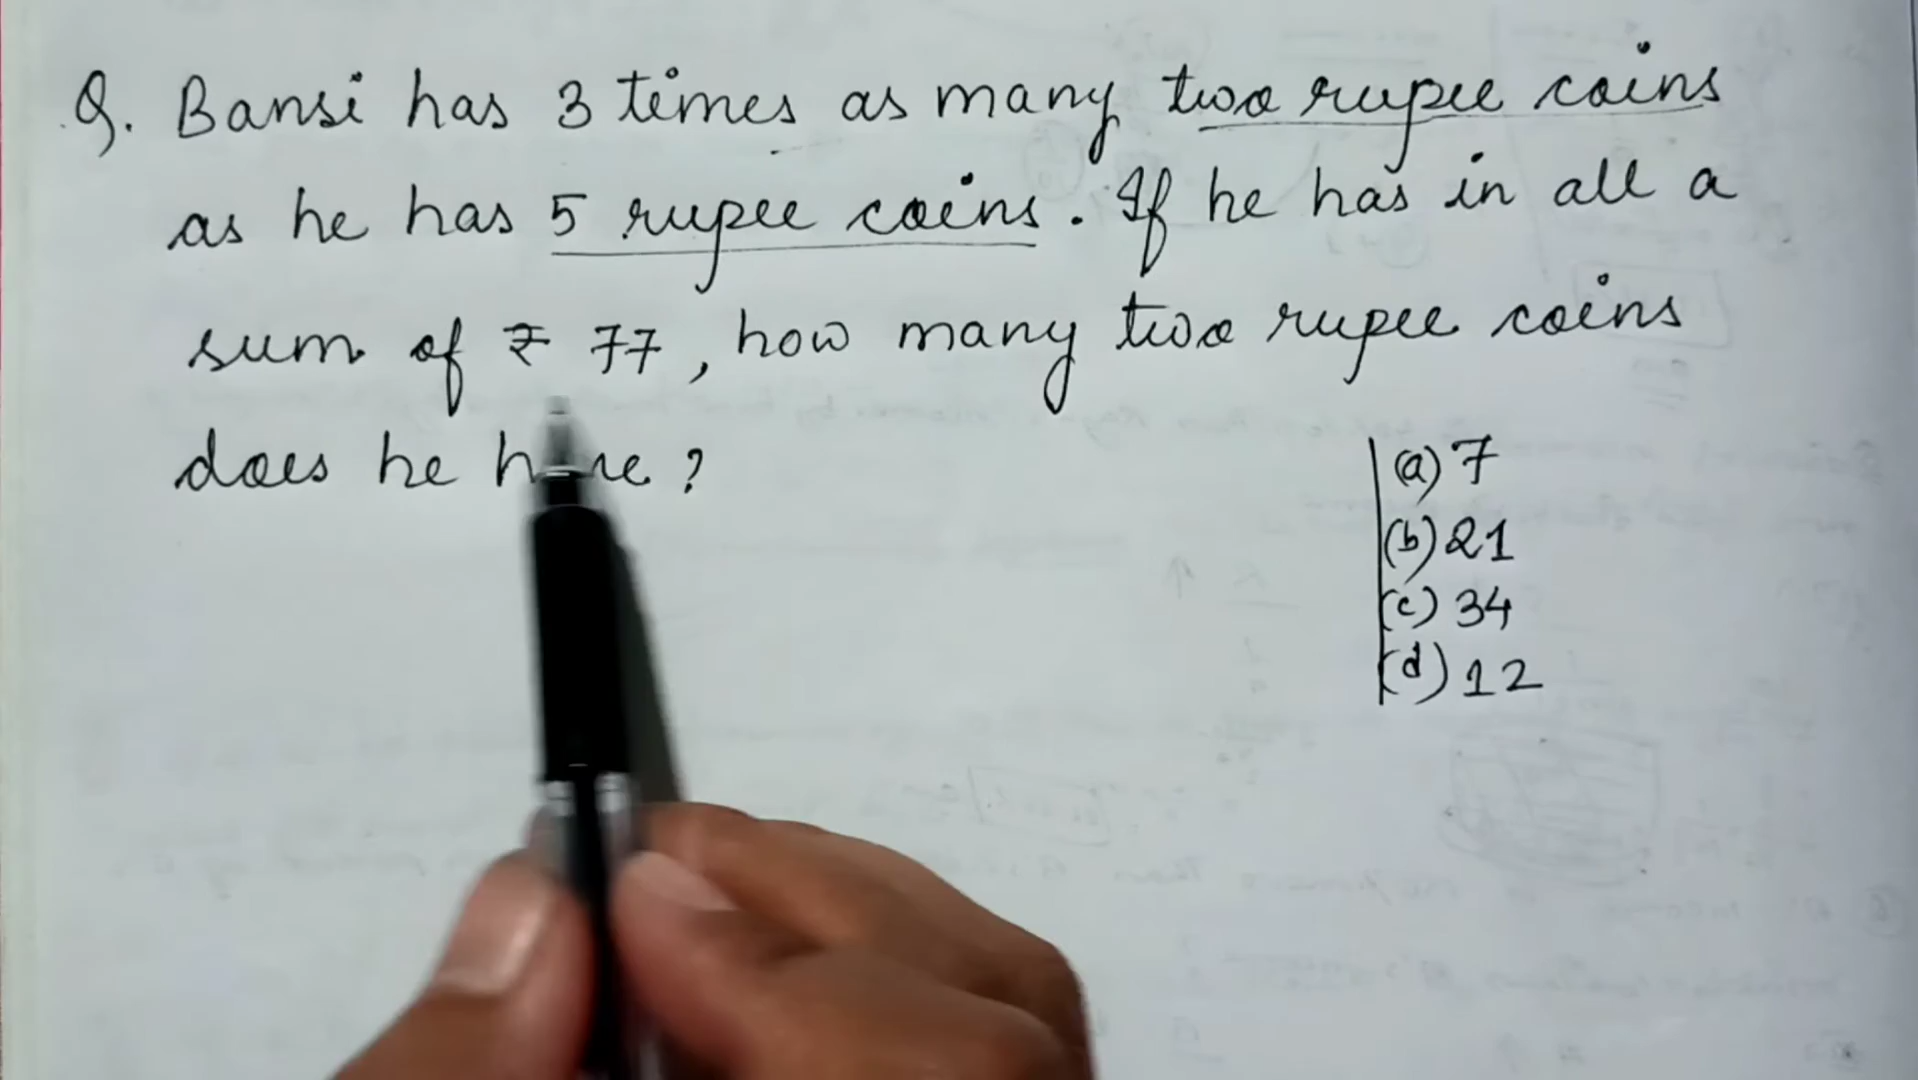 Q. Bansi has 3 times as many two rupee coins
as he has 5 rupee coins. If he has in all a
sum of ₹ 77, how many two rupee coins
does he ?
(a) 7
(b) 21
(c) 34
(d) 12